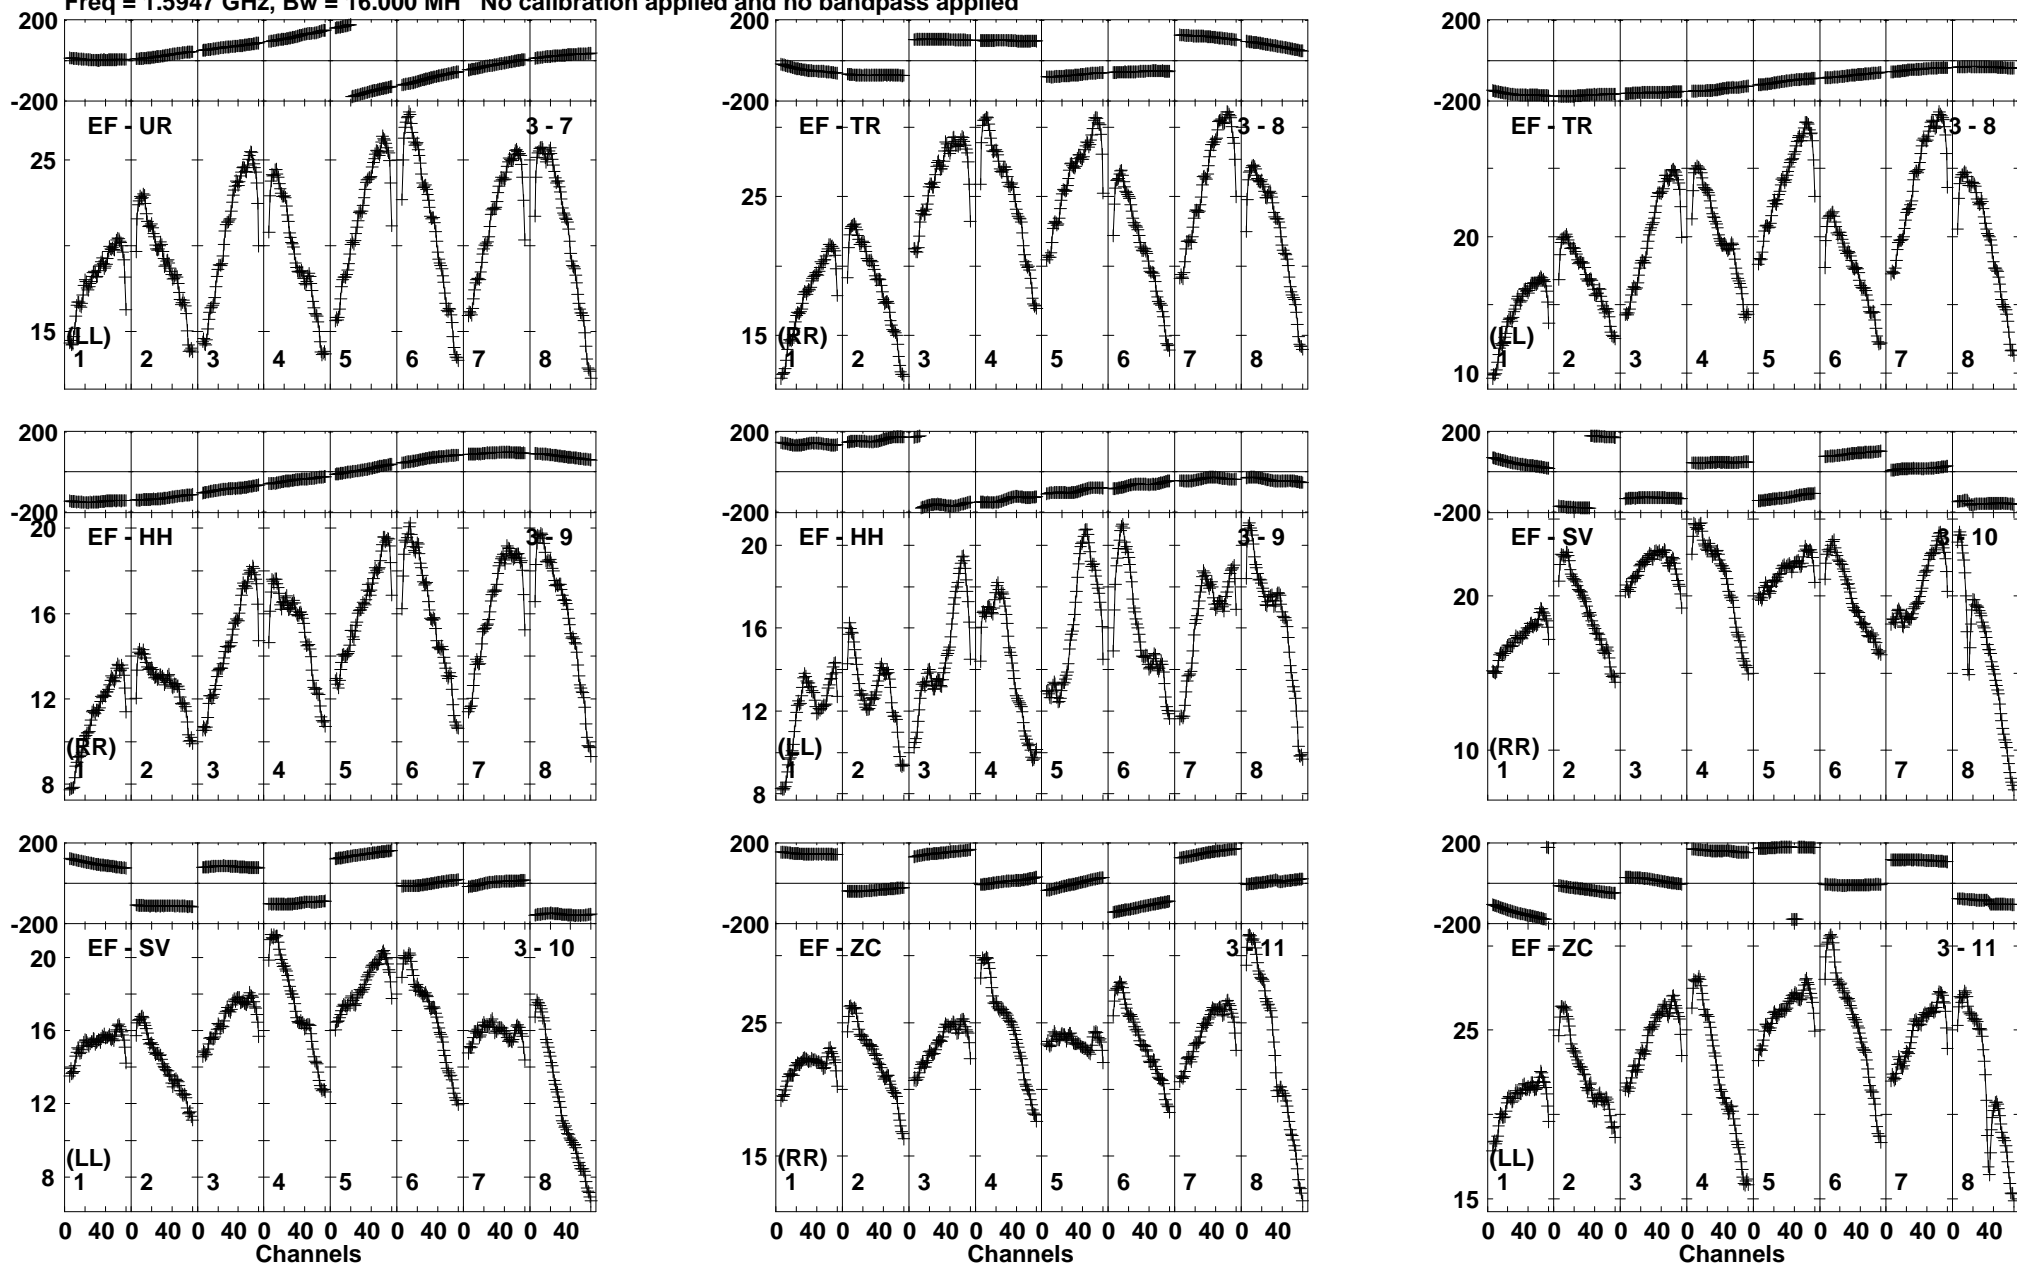 Freq = 1.5947 GHz, Bw = 16.000 MH No calibration applied and no bandpass applied
200 200 200
-200 -200 -200
EF - UR 3 - 7 EF - TR 3 - 8 EF - TR 3 - 8
25 25 20
15 15 10
(LL) (RR) (LL)
1 2 3 4 5 6 7 8 1 2 3 4 5 6 7 8 1 2 3 4 5 6 7 8
200 200 200
-200 -200 -200
EF - HH 3 - 9 EF - HH 3 - 9 EF - SV 3 - 10
20 20 20
16 16
12 12 10
(RR) (LL) (RR)
1 2 3 4 5 6 7 8 1 2 3 4 5 6 7 8 1 2 3 4 5 6 7 8
8 8
200 200 200
-200 -200 -200
EF - SV 3 - 10 EF - ZC 3 - 11 EF - ZC 3 - 11
20 25 25
16
12 15
(LL) (RR) (LL)
8 15
1 2 3 4 5 6 7 8 1 2 3 4 5 6 7 8 1 2 3 4 5 6 7 8
0 40 0 40 0 40 0 40 0 40 0 40 0 40 0 40 0 40 0 40 0 40 0 40 0 40 0 40 0 40 0 40 0 40 0 40 0 40 0 40 0 40 0 40 0 40 0 40
Channels Channels Channels